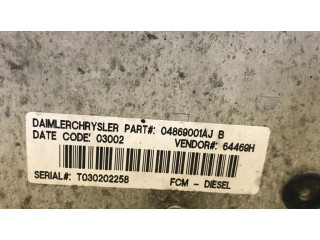 DAIMLERCHRYSLER PART#: 04869001AJ B
DATE CODE: 03002 VENDOR#: 64469H
SERIAL#: T030202258 FCM - DIESEL